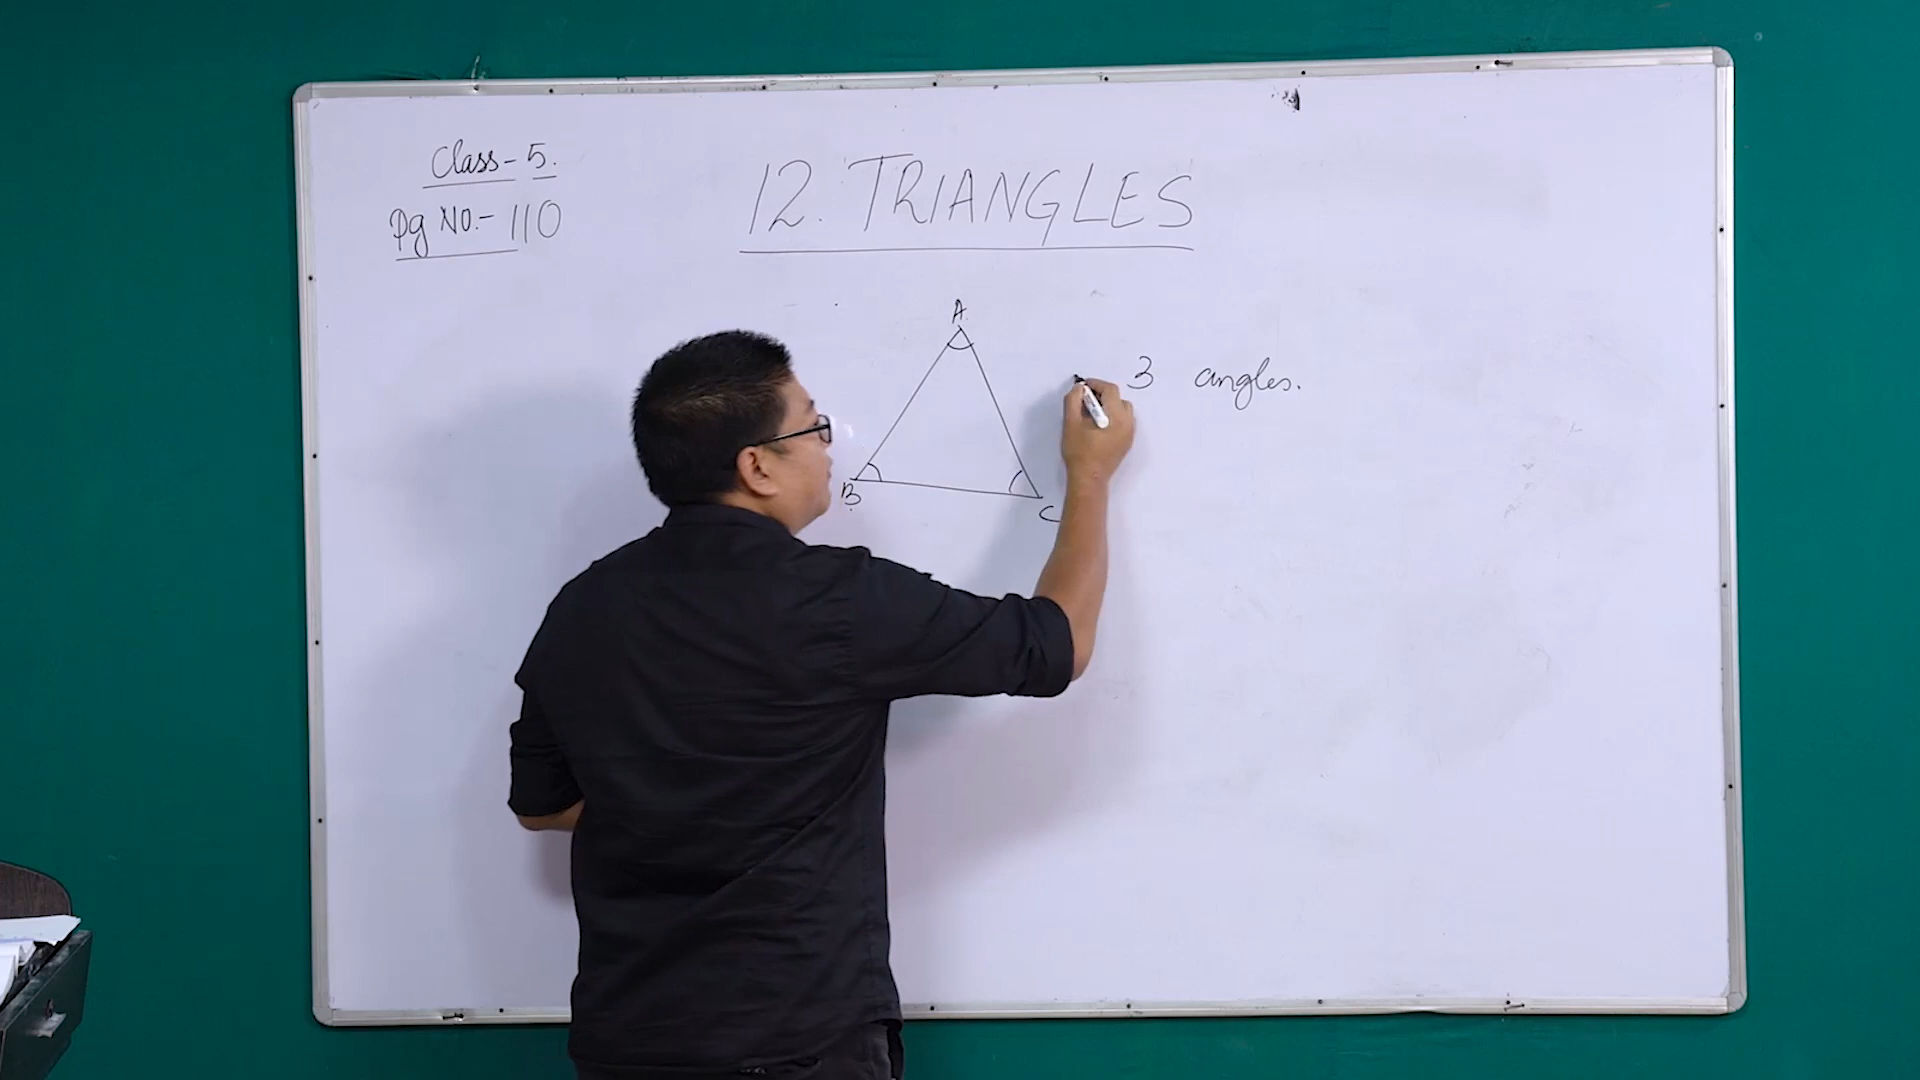 Class - 5.
Pg No. - 110
12. TRIANGLES
A.
3 angles.
B
C